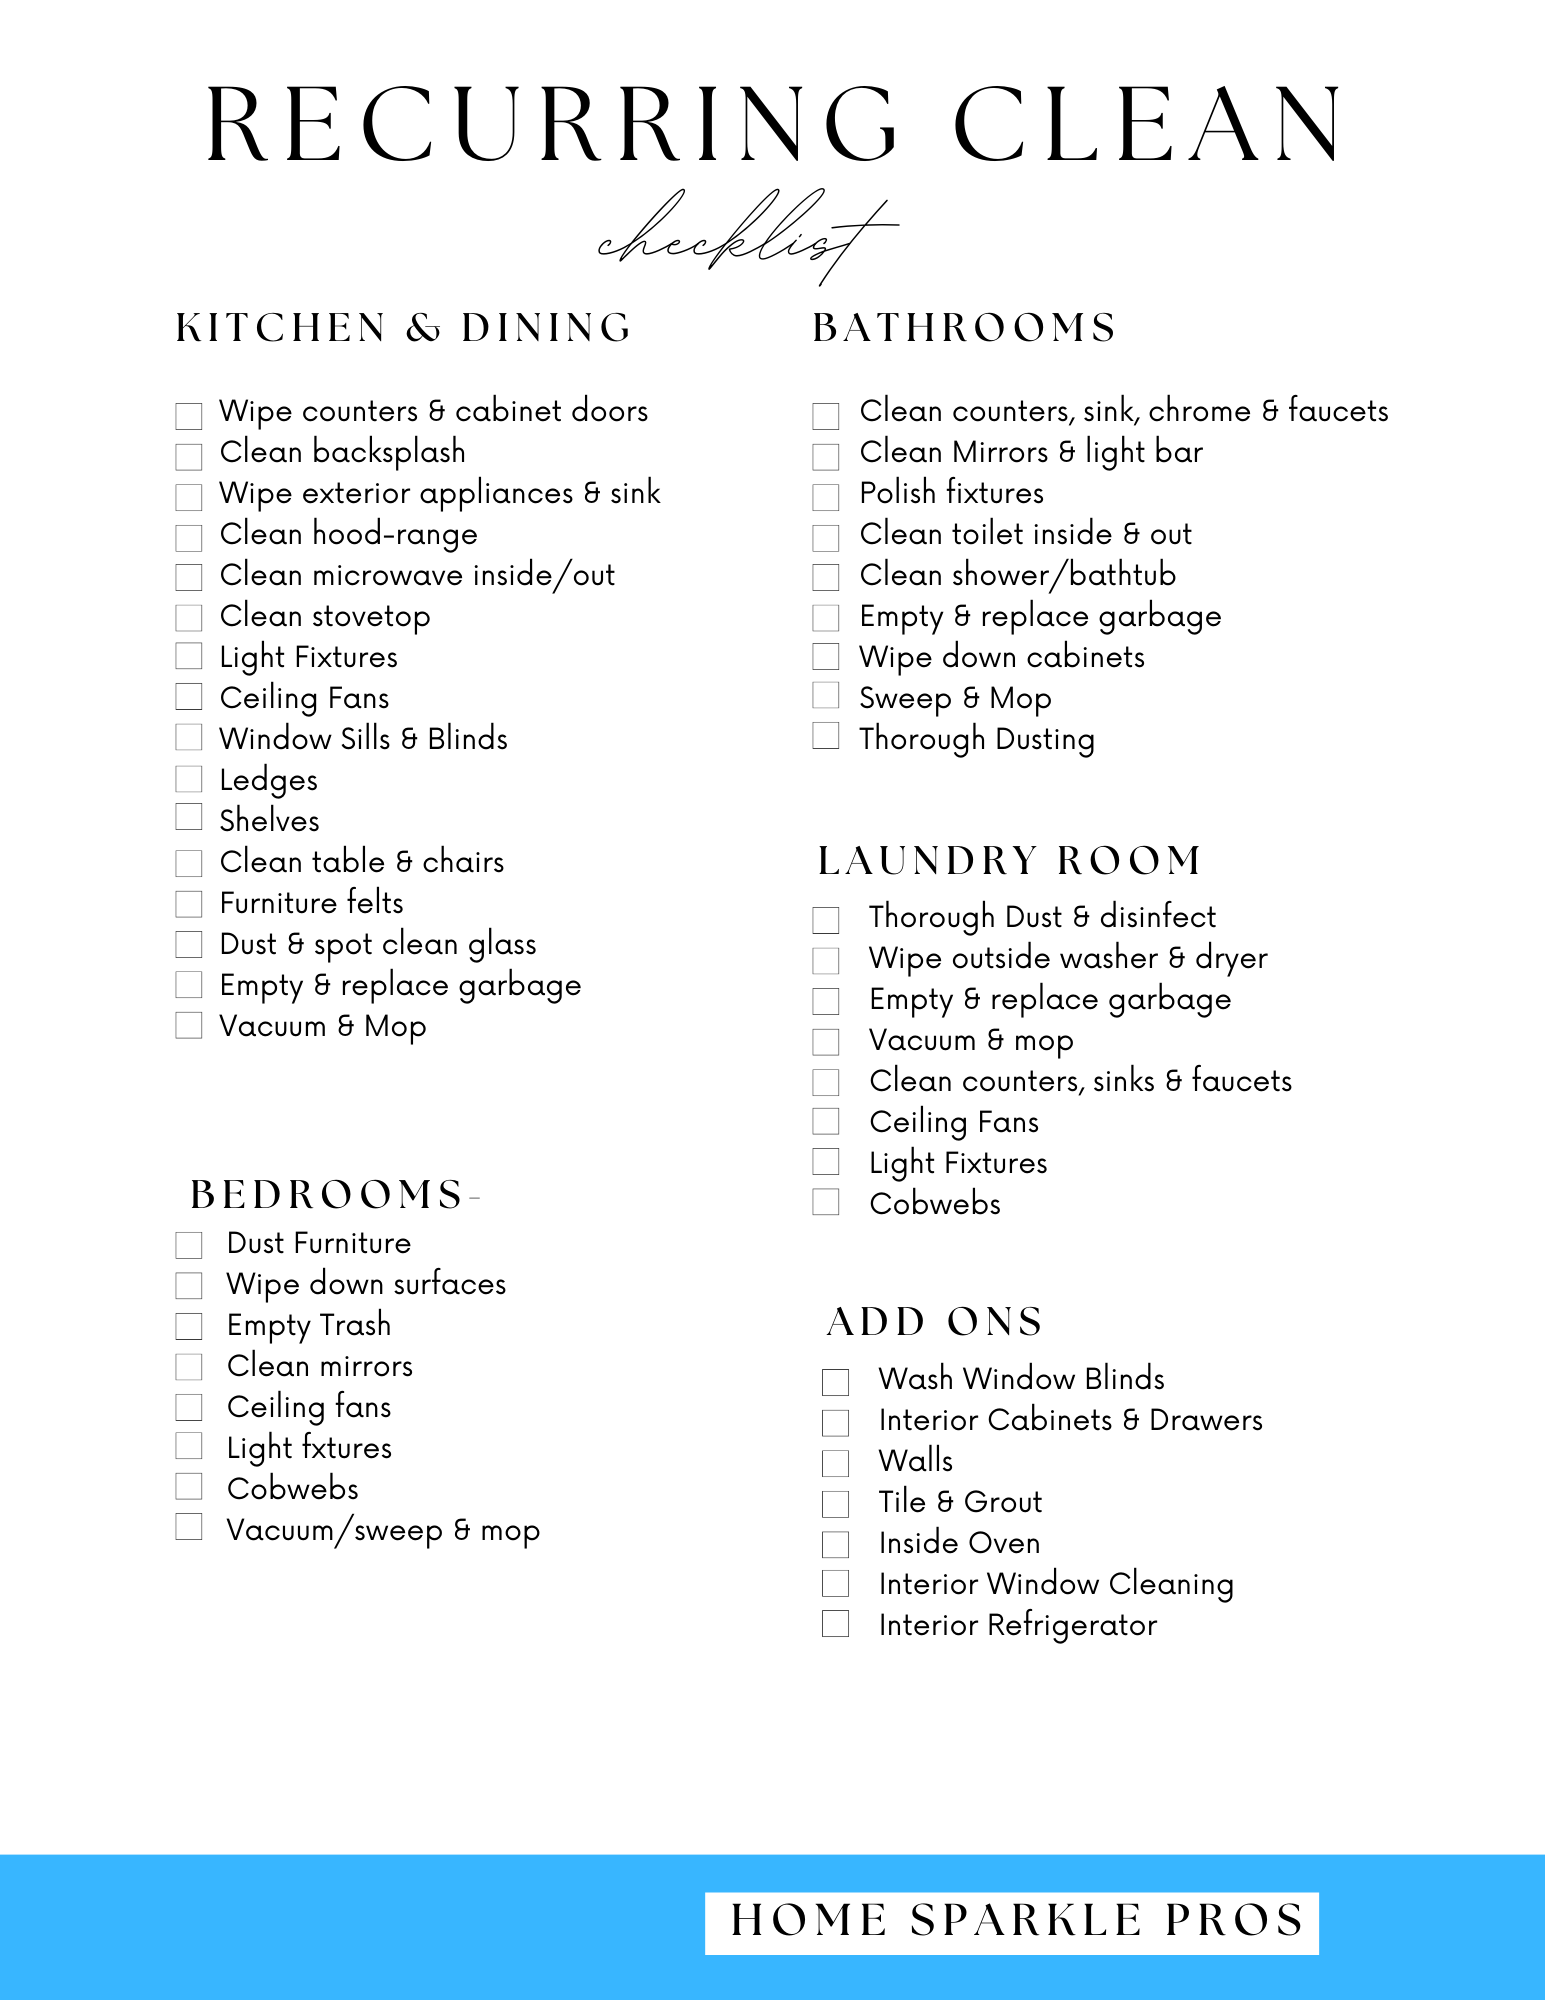 RECURRING CLEAN
checklist
KITCHEN & DINING
Wipe counters & cabinet doors
Clean backsplash
Wipe exterior appliances & sink
Clean hood-range
Clean microwave inside/out
Clean stovetop
Light Fixtures
Ceiling Fans
Window Sills & Blinds
Ledges
Shelves
Clean table & chairs
Furniture felts
Dust & spot clean glass
Empty & replace garbage
Vacuum & Mop
BEDROOMS-
Dust Furniture
Wipe down surfaces
Empty Trash
Clean mirrors
Ceiling fans
Light fxtures
Cobwebs
Vacuum/sweep & mop
BATHROOMS
Clean counters, sink, chrome & faucets
Clean Mirrors & light bar
Polish fixtures
Clean toilet inside & out
Clean shower/bathtub
Empty & replace garbage
Wipe down cabinets
Sweep & Mop
Thorough Dusting
LAUNDRY ROOM
Thorough Dust & disinfect
Wipe outside washer & dryer
Empty & replace garbage
Vacuum & mop
Clean counters, sinks & faucets
Ceiling Fans
Light Fixtures
Cobwebs
ADD ONS
Wash Window Blinds
Interior Cabinets & Drawers
Walls
Tile & Grout
Inside Oven
Interior Window Cleaning
Interior Refrigerator
HOME SPARKLE PROS